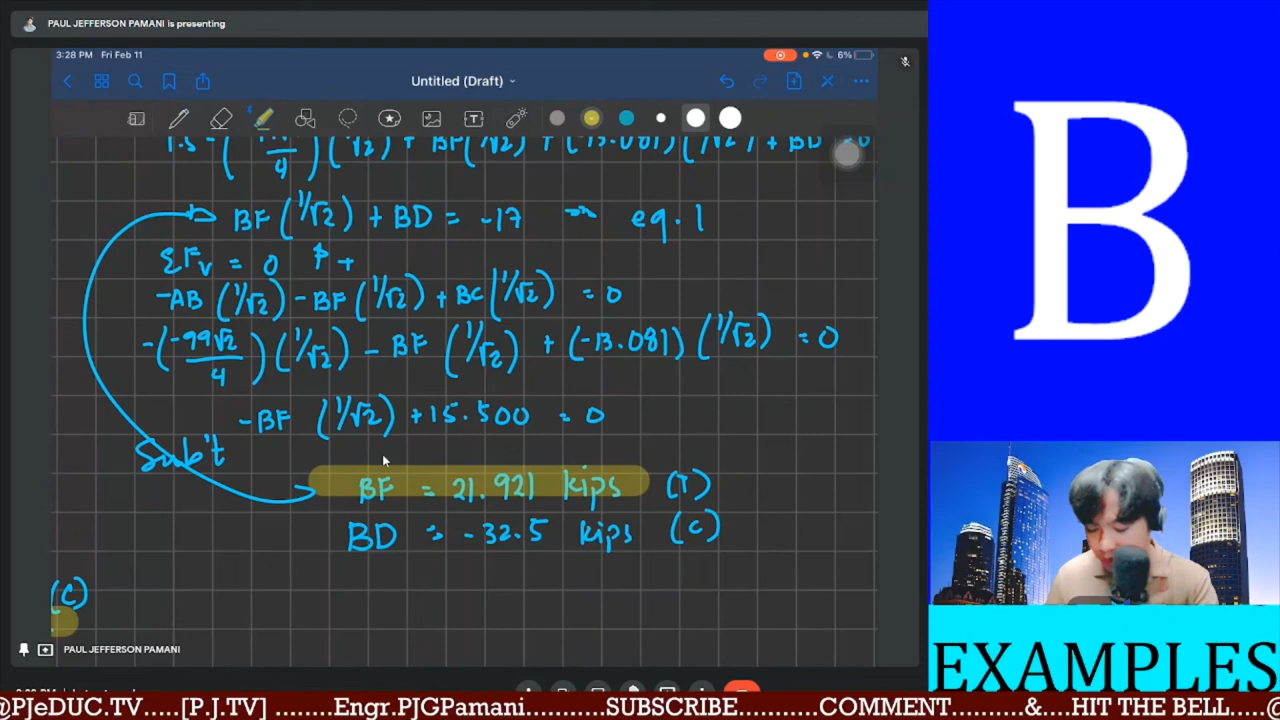 PAUL JEFFERSON PAMANI is presenting
3:28 PM Fri Feb 11
6%
Untitled (Draft)
BF (1/√2) + BD = -17 eq. 1
ΣFv = 0 +
-AB (1/√2) - BF (1/√2) + BC (1/√2) = 0
-(-99√2/4)(1/√2) - BF (1/√2) + (-13.081)(1/√2) = 0
-BF (1/√2) + 15.500 = 0
Sub't
BF = 21.921 kips (T)
BD = -32.5 kips (C)
(C)
PAUL JEFFERSON PAMANI
B
EXAMPLES
@PJeDUC.TV.....[P.J.TV] ........Engr.PJGPamani........SUBSCRIBE.........COMMENT........&....HIT THE BELL